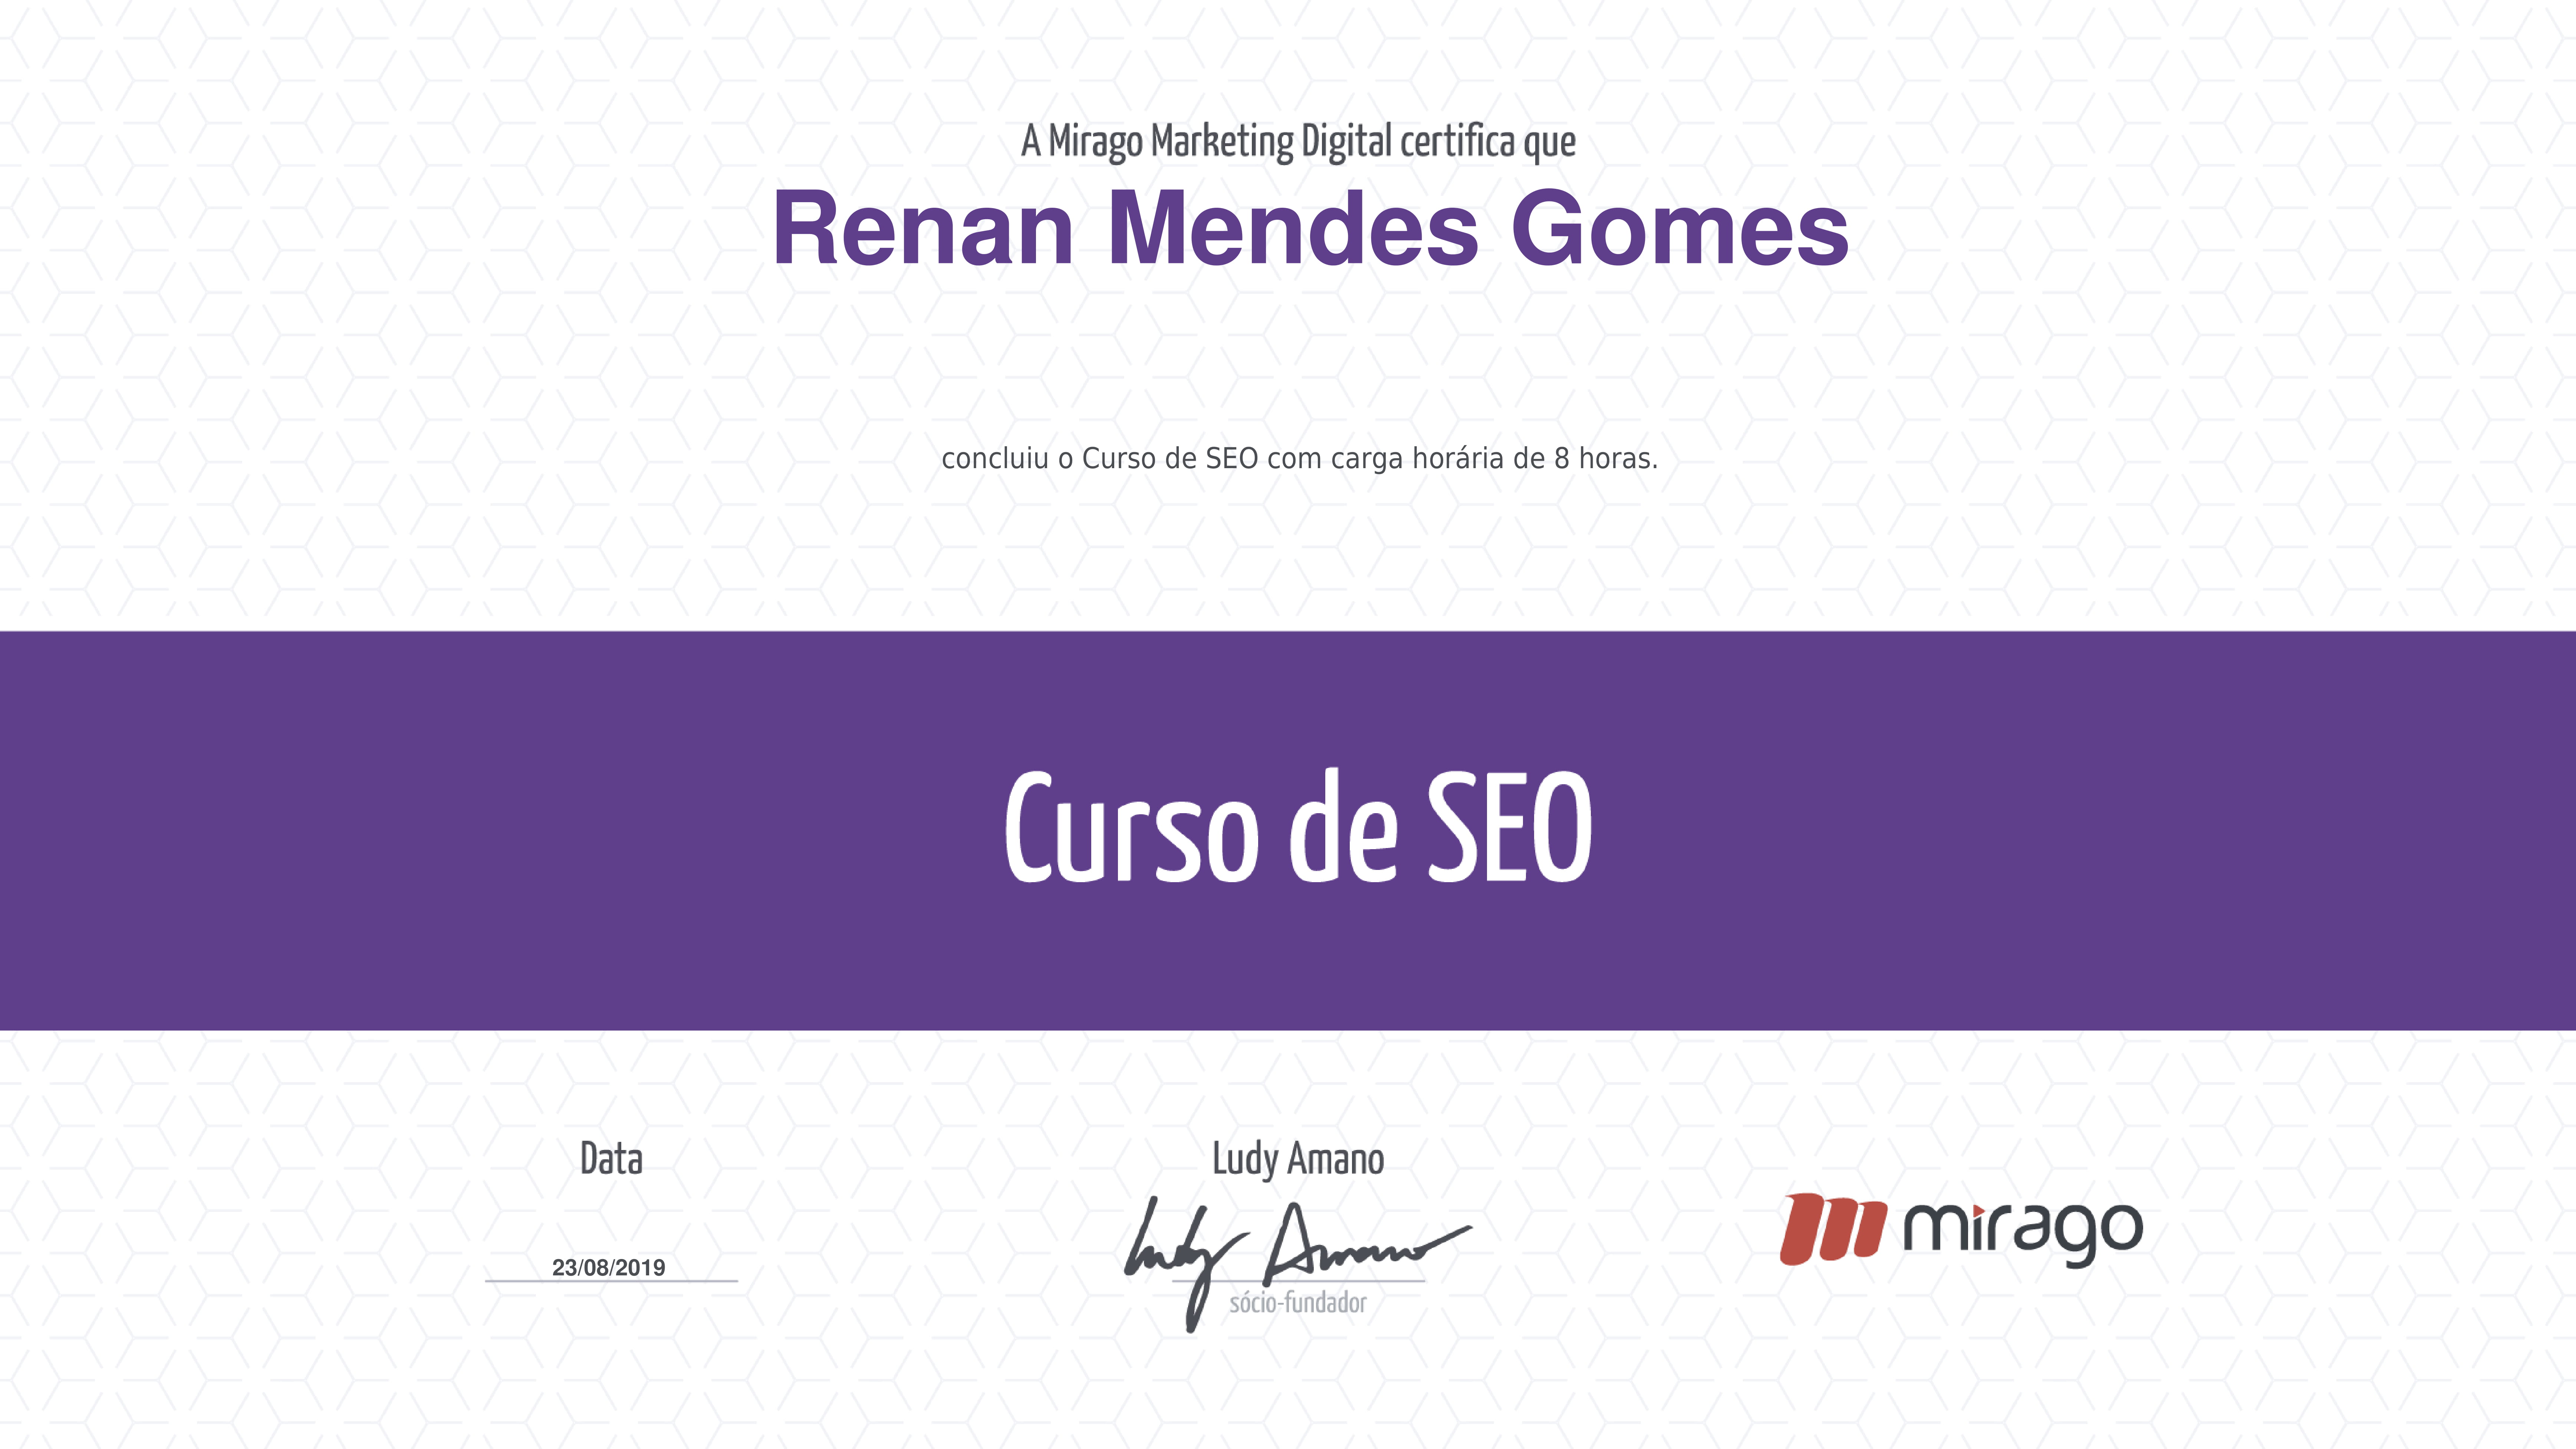 A Mirago Marketing Digital certifica que
Renan Mendes Gomes
concluiu o Curso de SEO com carga horária de 8 horas.
Curso de SEO
Data
23/08/2019
Ludy Amano
Ludy Amano
sócio-fundador
mirago